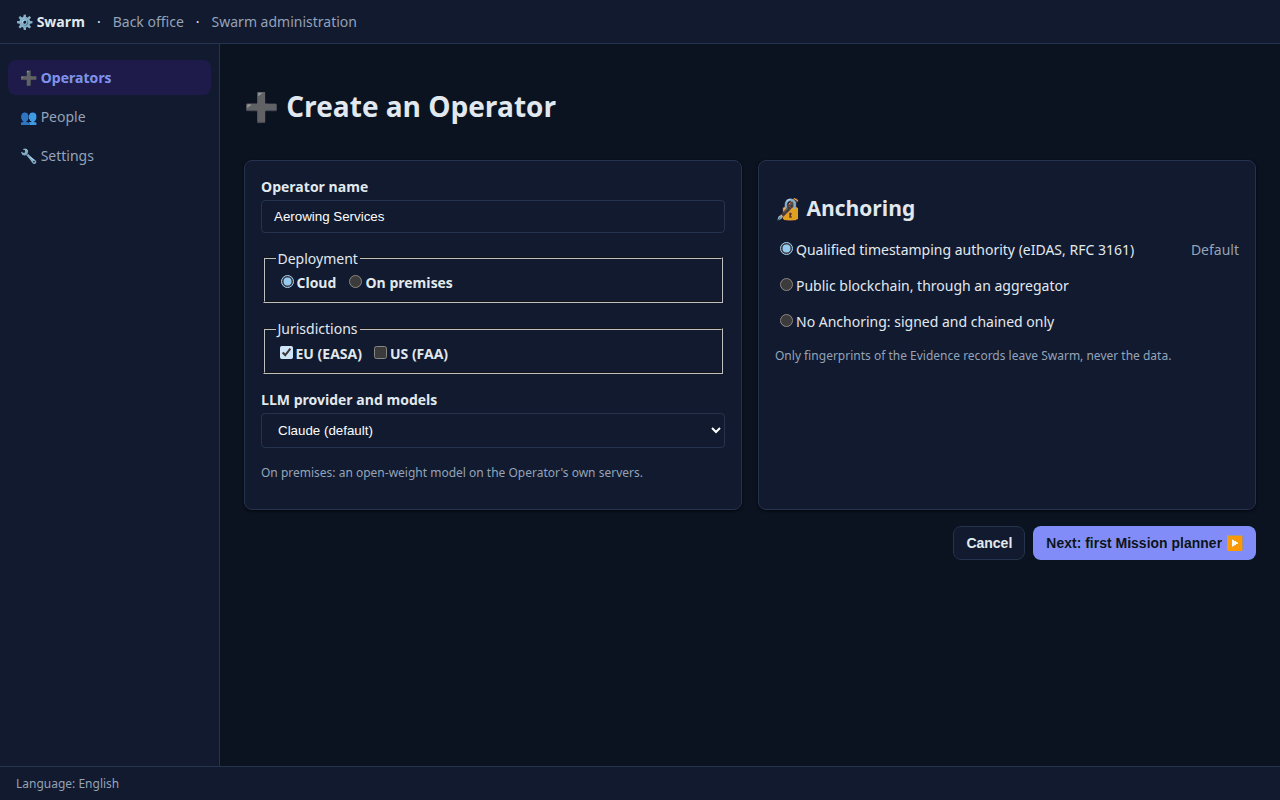 ⚙️ Swarm · Back office · Swarm administration
➕ Operators
👥 People
🔧 Settings
➕ Create an Operator
Operator name
Aerowing Services
Deployment
Cloud On premises
Jurisdictions
EU (EASA) US (FAA)
LLM provider and models
Claude (default)
On premises: an open-weight model on the Operator's own servers.
🔏 Anchoring
Qualified timestamping authority (eIDAS, RFC 3161) Default
Public blockchain, through an aggregator
No Anchoring: signed and chained only
Only fingerprints of the Evidence records leave Swarm, never the data.
Cancel Next: first Mission planner ▶️
Language: English